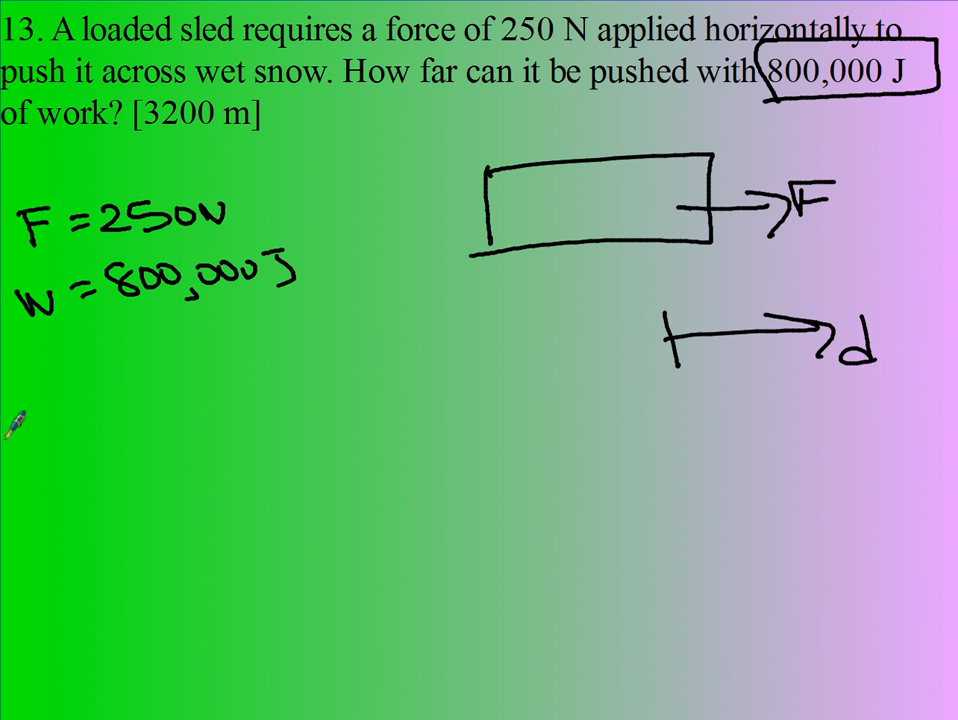 13. A loaded sled requires a force of 250 N applied horizontally to
push it across wet snow. How far can it be pushed with 800,000 J
of work? [3200 m]
F = 250N
W = 800,000J
F
d